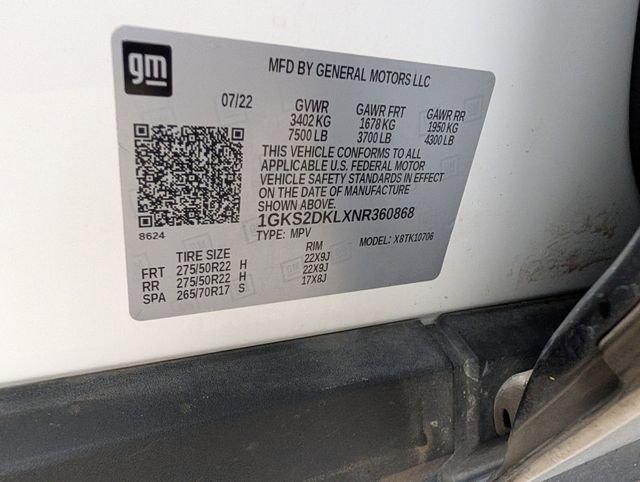 gm
MFD BY GENERAL MOTORS LLC
07/22
GVWR GAWR FRT GAWR RR
3402 KG 1678 KG 1950 KG
7500 LB 3700 LB 4300 LB
THIS VEHICLE CONFORMS TO ALL
APPLICABLE U.S. FEDERAL MOTOR
VEHICLE SAFETY STANDARDS IN EFFECT
ON THE DATE OF MANUFACTURE
SHOWN ABOVE.
8624
1GKS2DKLXNR360868
TYPE: MPV MODEL: X8TK10706
TIRE SIZE RIM
FRT 275/50R22 H 22X9J
RR 275/50R22 H 22X9J
SPA 265/70R17 S 17X8J